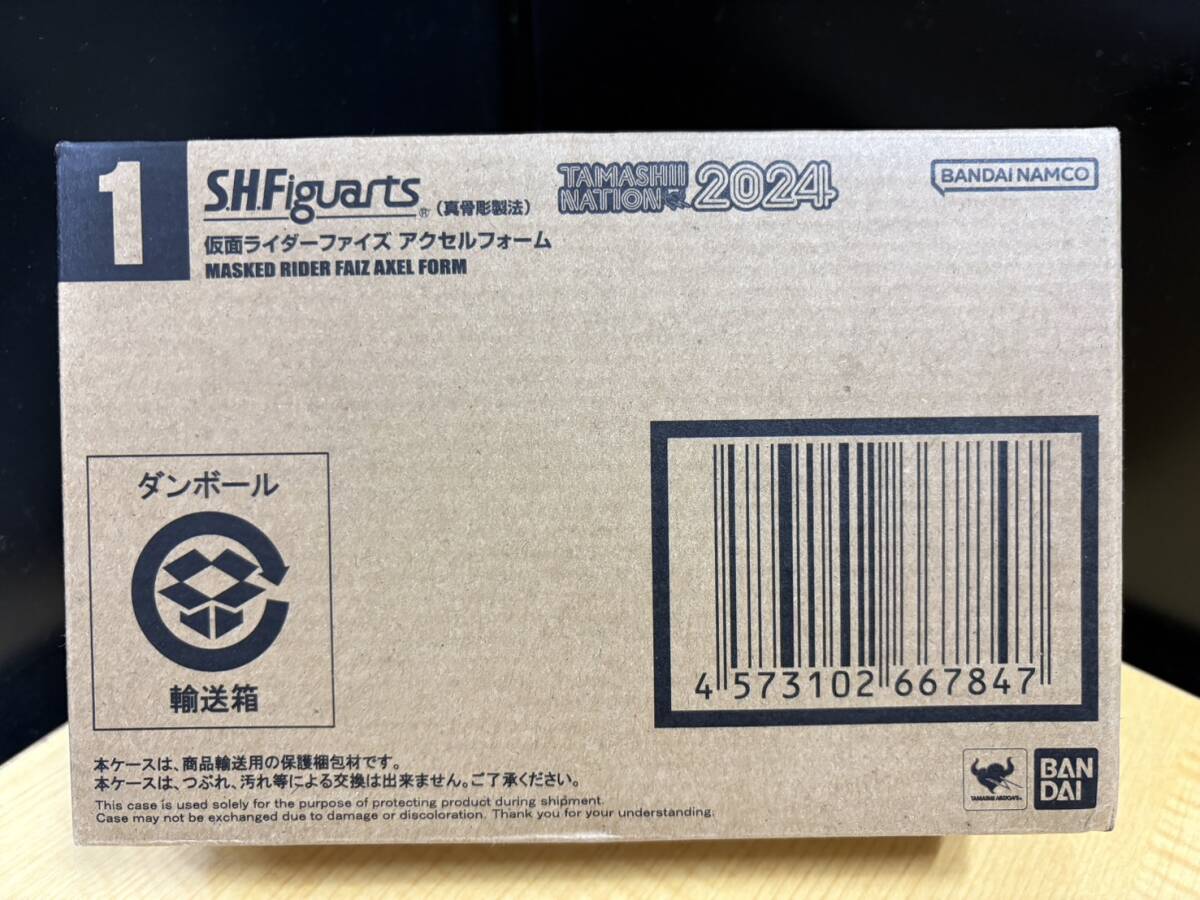 1
S.H.Figuarts®(真骨彫製法)
TAMASHII NATION 2024
BANDAI NAMCO
仮面ライダーファイズ アクセルフォーム
MASKED RIDER FAIZ AXEL FORM
ダンボール
輸送箱
4 573102 667847
本ケースは、商品輸送用の保護梱包材です。
本ケースは、つぶれ、汚れ等による交換は出来ません。ご了承ください。
This case is used solely for the purpose of protecting product during shipment.
Case may not be exchanged due to damage or discoloration. Thank you for your understanding.
TAMASHII NATIONS
BAN
DAI